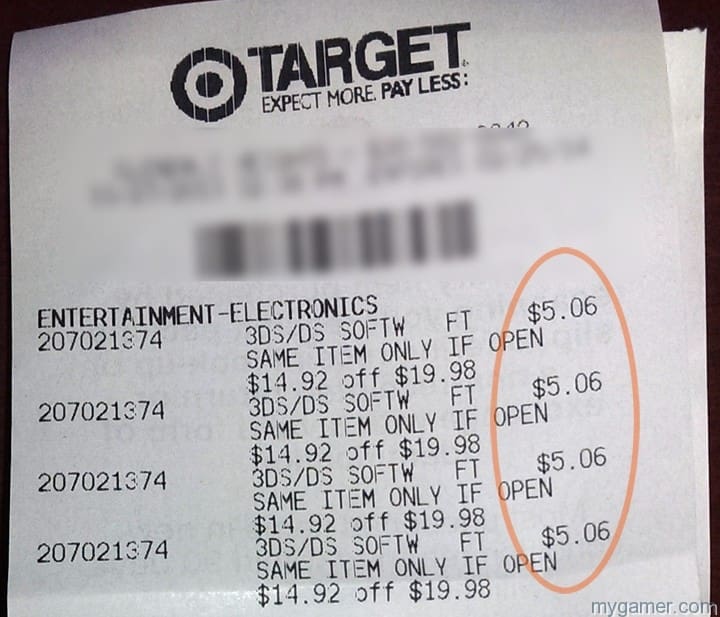 TARGET
EXPECT MORE. PAY LESS:
ENTERTAINMENT-ELECTRONICS
207021374 3DS/DS SOFTW FT $5.06
SAME ITEM ONLY IF OPEN
$14.92 off $19.98
207021374 3DS/DS SOFTW FT $5.06
SAME ITEM ONLY IF OPEN
$14.92 off $19.98
207021374 3DS/DS SOFTW FT $5.06
SAME ITEM ONLY IF OPEN
$14.92 off $19.98
207021374 3DS/DS SOFTW FT $5.06
SAME ITEM ONLY IF OPEN
$14.92 off $19.98
mygamer.com